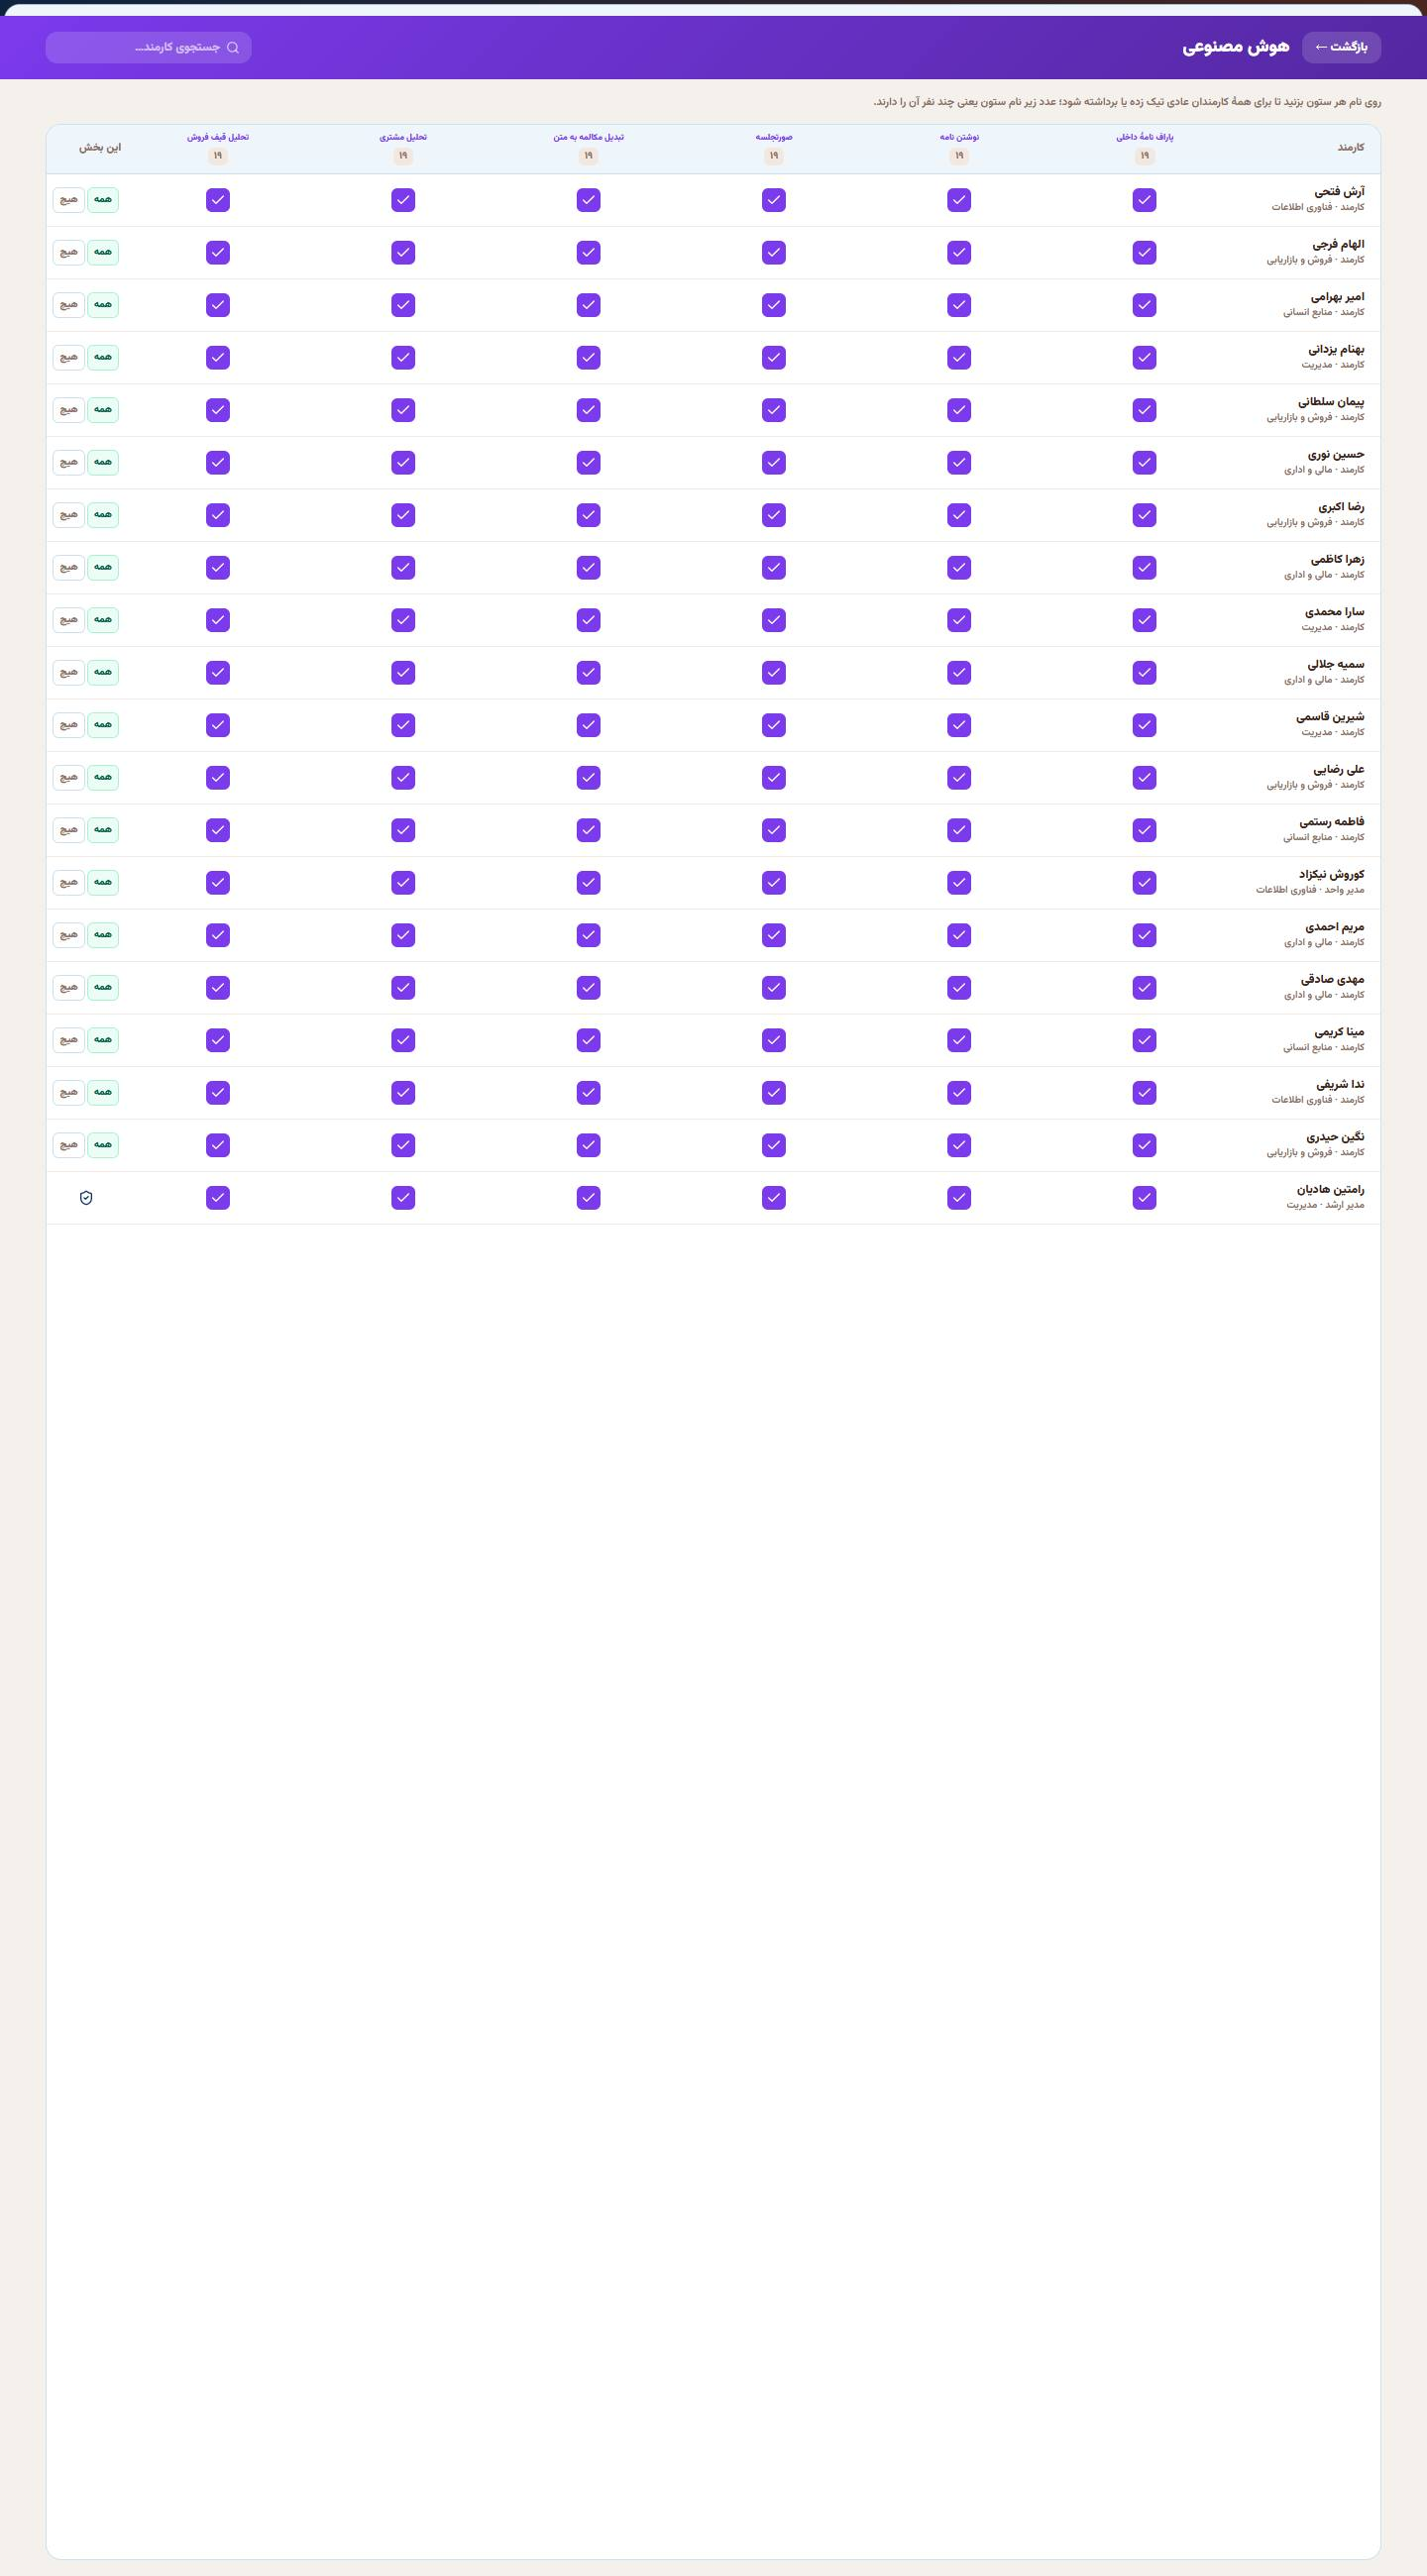 بازگشت ←
هوش مصنوعی
جستجوی کارمند...
روی نام هر ستون بزنید تا برای همهٔ کارمندان عادی تیک زده یا برداشته شود؛ عدد زیر نام ستون یعنی چند نفر آن را دارند.
کارمند پاراف نامهٔ داخلی نوشتن نامه صورتجلسه تبدیل مکالمه به متن تحلیل مشتری تحلیل قیف فروش این بخش
۱۹ ۱۹ ۱۹ ۱۹ ۱۹ ۱۹
آرش فتحی همه هیچ
کارمند · فناوری اطلاعات
الهام فرجی همه هیچ
کارمند · فروش و بازاریابی
امیر بهرامی همه هیچ
کارمند · منابع انسانی
بهنام یزدانی همه هیچ
کارمند · مدیریت
پیمان سلطانی همه هیچ
کارمند · فروش و بازاریابی
حسین نوری همه هیچ
کارمند · مالی و اداری
رضا اکبری همه هیچ
کارمند · فروش و بازاریابی
زهرا کاظمی همه هیچ
کارمند · مالی و اداری
سارا محمدی همه هیچ
کارمند · مدیریت
سمیه جلالی همه هیچ
کارمند · مالی و اداری
شیرین قاسمی همه هیچ
کارمند · مدیریت
علی رضایی همه هیچ
کارمند · فروش و بازاریابی
فاطمه رستمی همه هیچ
کارمند · منابع انسانی
کوروش نیکزاد همه هیچ
مدیر واحد · فناوری اطلاعات
مریم احمدی همه هیچ
کارمند · مالی و اداری
مهدی صادقی همه هیچ
کارمند · مالی و اداری
مینا کریمی همه هیچ
کارمند · منابع انسانی
ندا شریفی همه هیچ
کارمند · فناوری اطلاعات
نگین حیدری همه هیچ
کارمند · فروش و بازاریابی
رامتین هادیان
مدیر ارشد · مدیریت